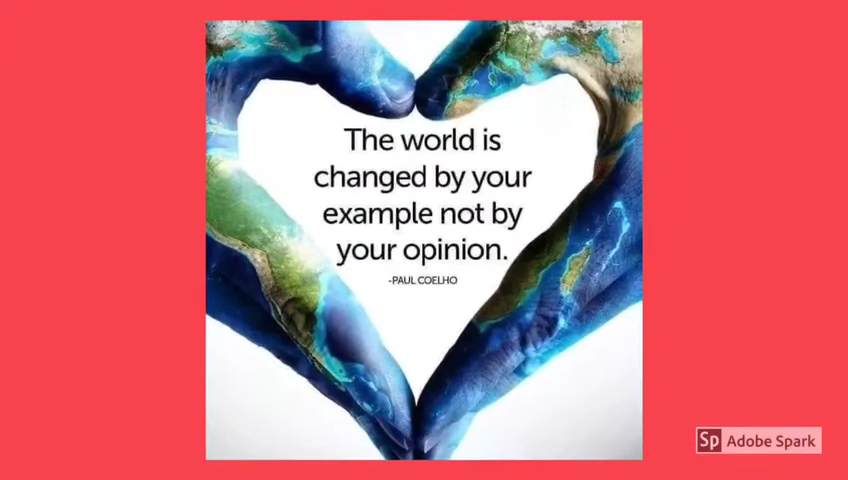 The world is
changed by your
example not by
your opinion.
-PAUL COELHO
Sp Adobe Spark